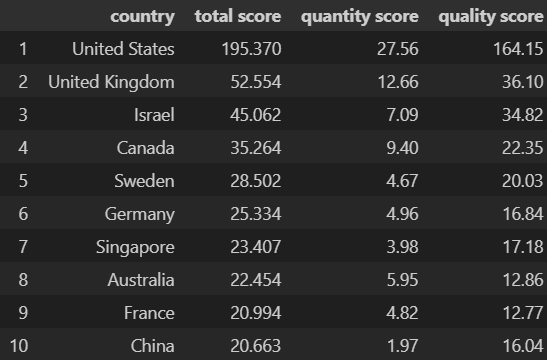 country total score quantity score quality score
1 United States 195.370 27.56 164.15
2 United Kingdom 52.554 12.66 36.10
3 Israel 45.062 7.09 34.82
4 Canada 35.264 9.40 22.35
5 Sweden 28.502 4.67 20.03
6 Germany 25.334 4.96 16.84
7 Singapore 23.407 3.98 17.18
8 Australia 22.454 5.95 12.86
9 France 20.994 4.82 12.77
10 China 20.663 1.97 16.04